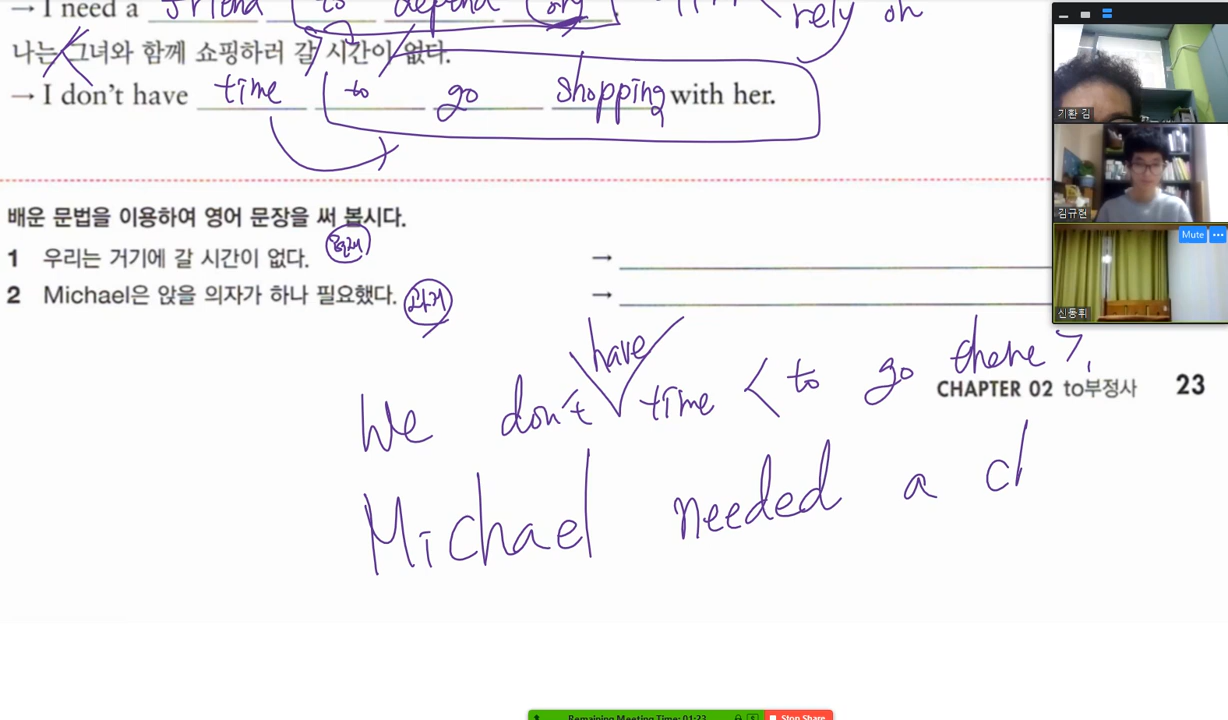 → I need a friend to depend on. rely on
나는 그녀와 함께 쇼핑하러 갈 시간이 없다.
→ I don't have time to go shopping with her.
배운 문법을 이용하여 영어 문장을 써 봅시다.
1 우리는 거기에 갈 시간이 없다. 현재 →
2 Michael은 앉을 의자가 하나 필요했다. 과거 →
We don't have time < to go there >.
CHAPTER 02 to부정사 23
Michael needed a ch
기환 김
김규현
Mute
신동휘
Remaining Meeting Time: 01:23 Stop Share